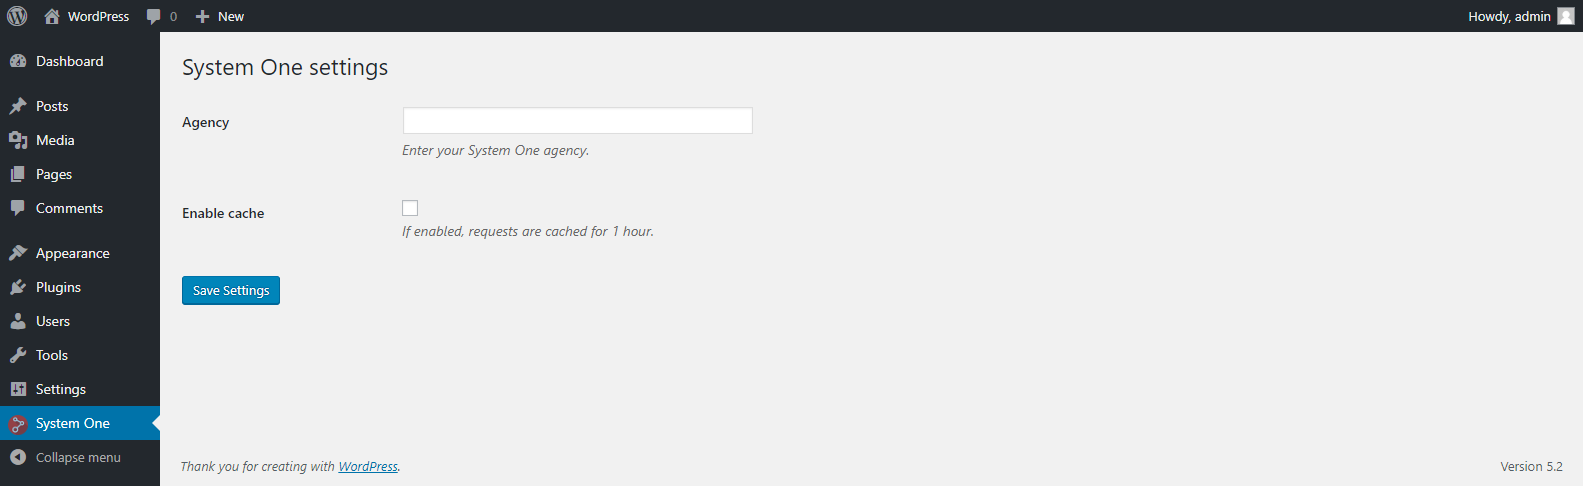 WordPress 0 New Howdy, admin
Dashboard
Posts
Media
Pages
Comments
Appearance
Plugins
Users
Tools
Settings
System One
Collapse menu
System One settings
Agency
Enter your System One agency.
Enable cache
If enabled, requests are cached for 1 hour.
Save Settings
Thank you for creating with WordPress. Version 5.2